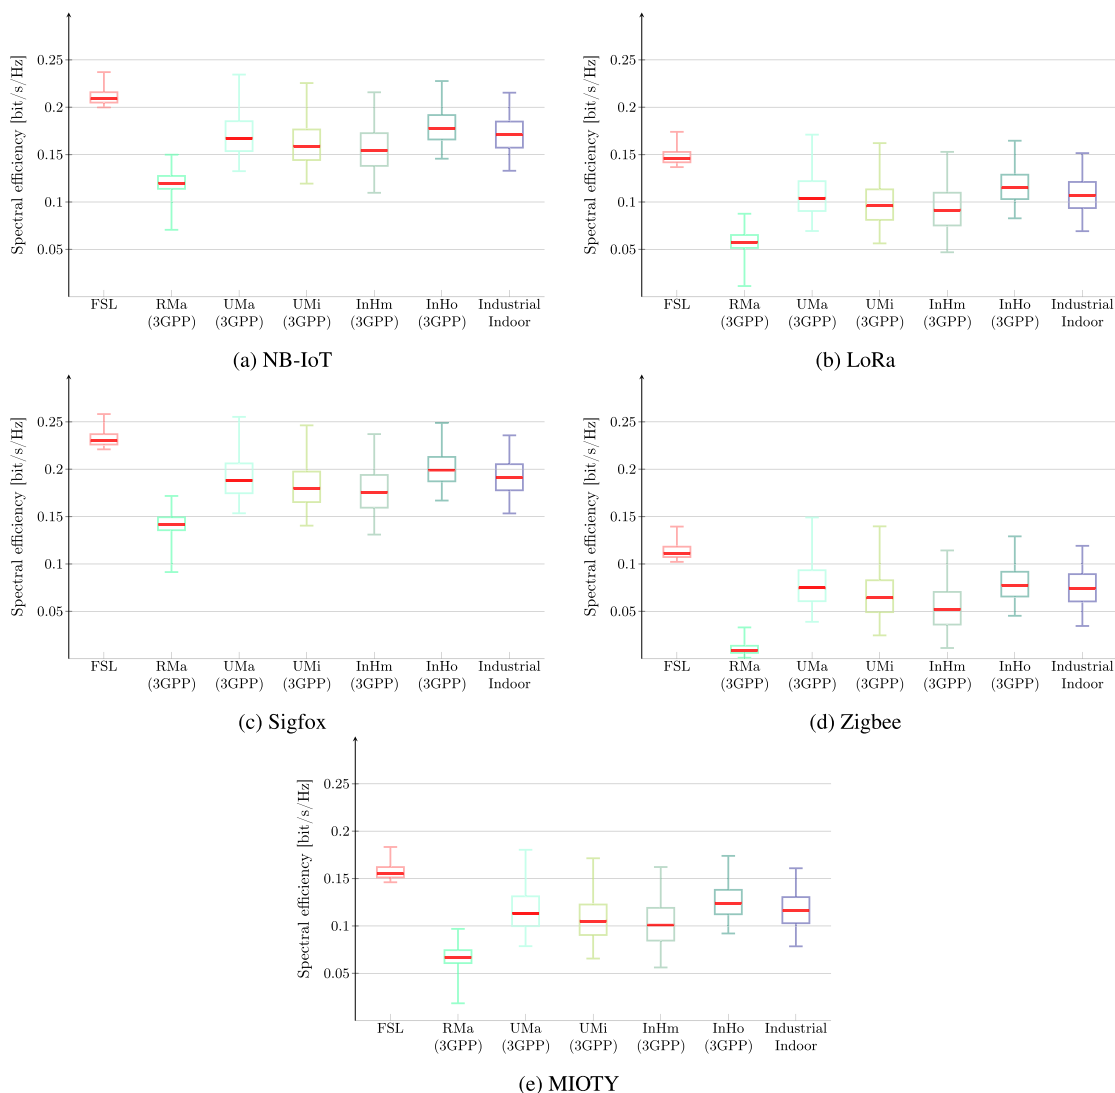 Spectral efficiency [bit/s/Hz]
0.25
0.2
0.15
0.1
0.05
FSL RMa UMa UMi InHm InHo Industrial
(3GPP) (3GPP) (3GPP) (3GPP) (3GPP) Indoor
(a) NB-IoT
Spectral efficiency [bit/s/Hz]
0.25
0.2
0.15
0.1
0.05
FSL RMa UMa UMi InHm InHo Industrial
(3GPP) (3GPP) (3GPP) (3GPP) (3GPP) Indoor
(b) LoRa
Spectral efficiency [bit/s/Hz]
0.25
0.2
0.15
0.1
0.05
FSL RMa UMa UMi InHm InHo Industrial
(3GPP) (3GPP) (3GPP) (3GPP) (3GPP) Indoor
(c) Sigfox
Spectral efficiency [bit/s/Hz]
0.25
0.2
0.15
0.1
0.05
FSL RMa UMa UMi InHm InHo Industrial
(3GPP) (3GPP) (3GPP) (3GPP) (3GPP) Indoor
(d) Zigbee
Spectral efficiency [bit/s/Hz]
0.25
0.2
0.15
0.1
0.05
FSL RMa UMa UMi InHm InHo Industrial
(3GPP) (3GPP) (3GPP) (3GPP) (3GPP) Indoor
(e) MIOTY